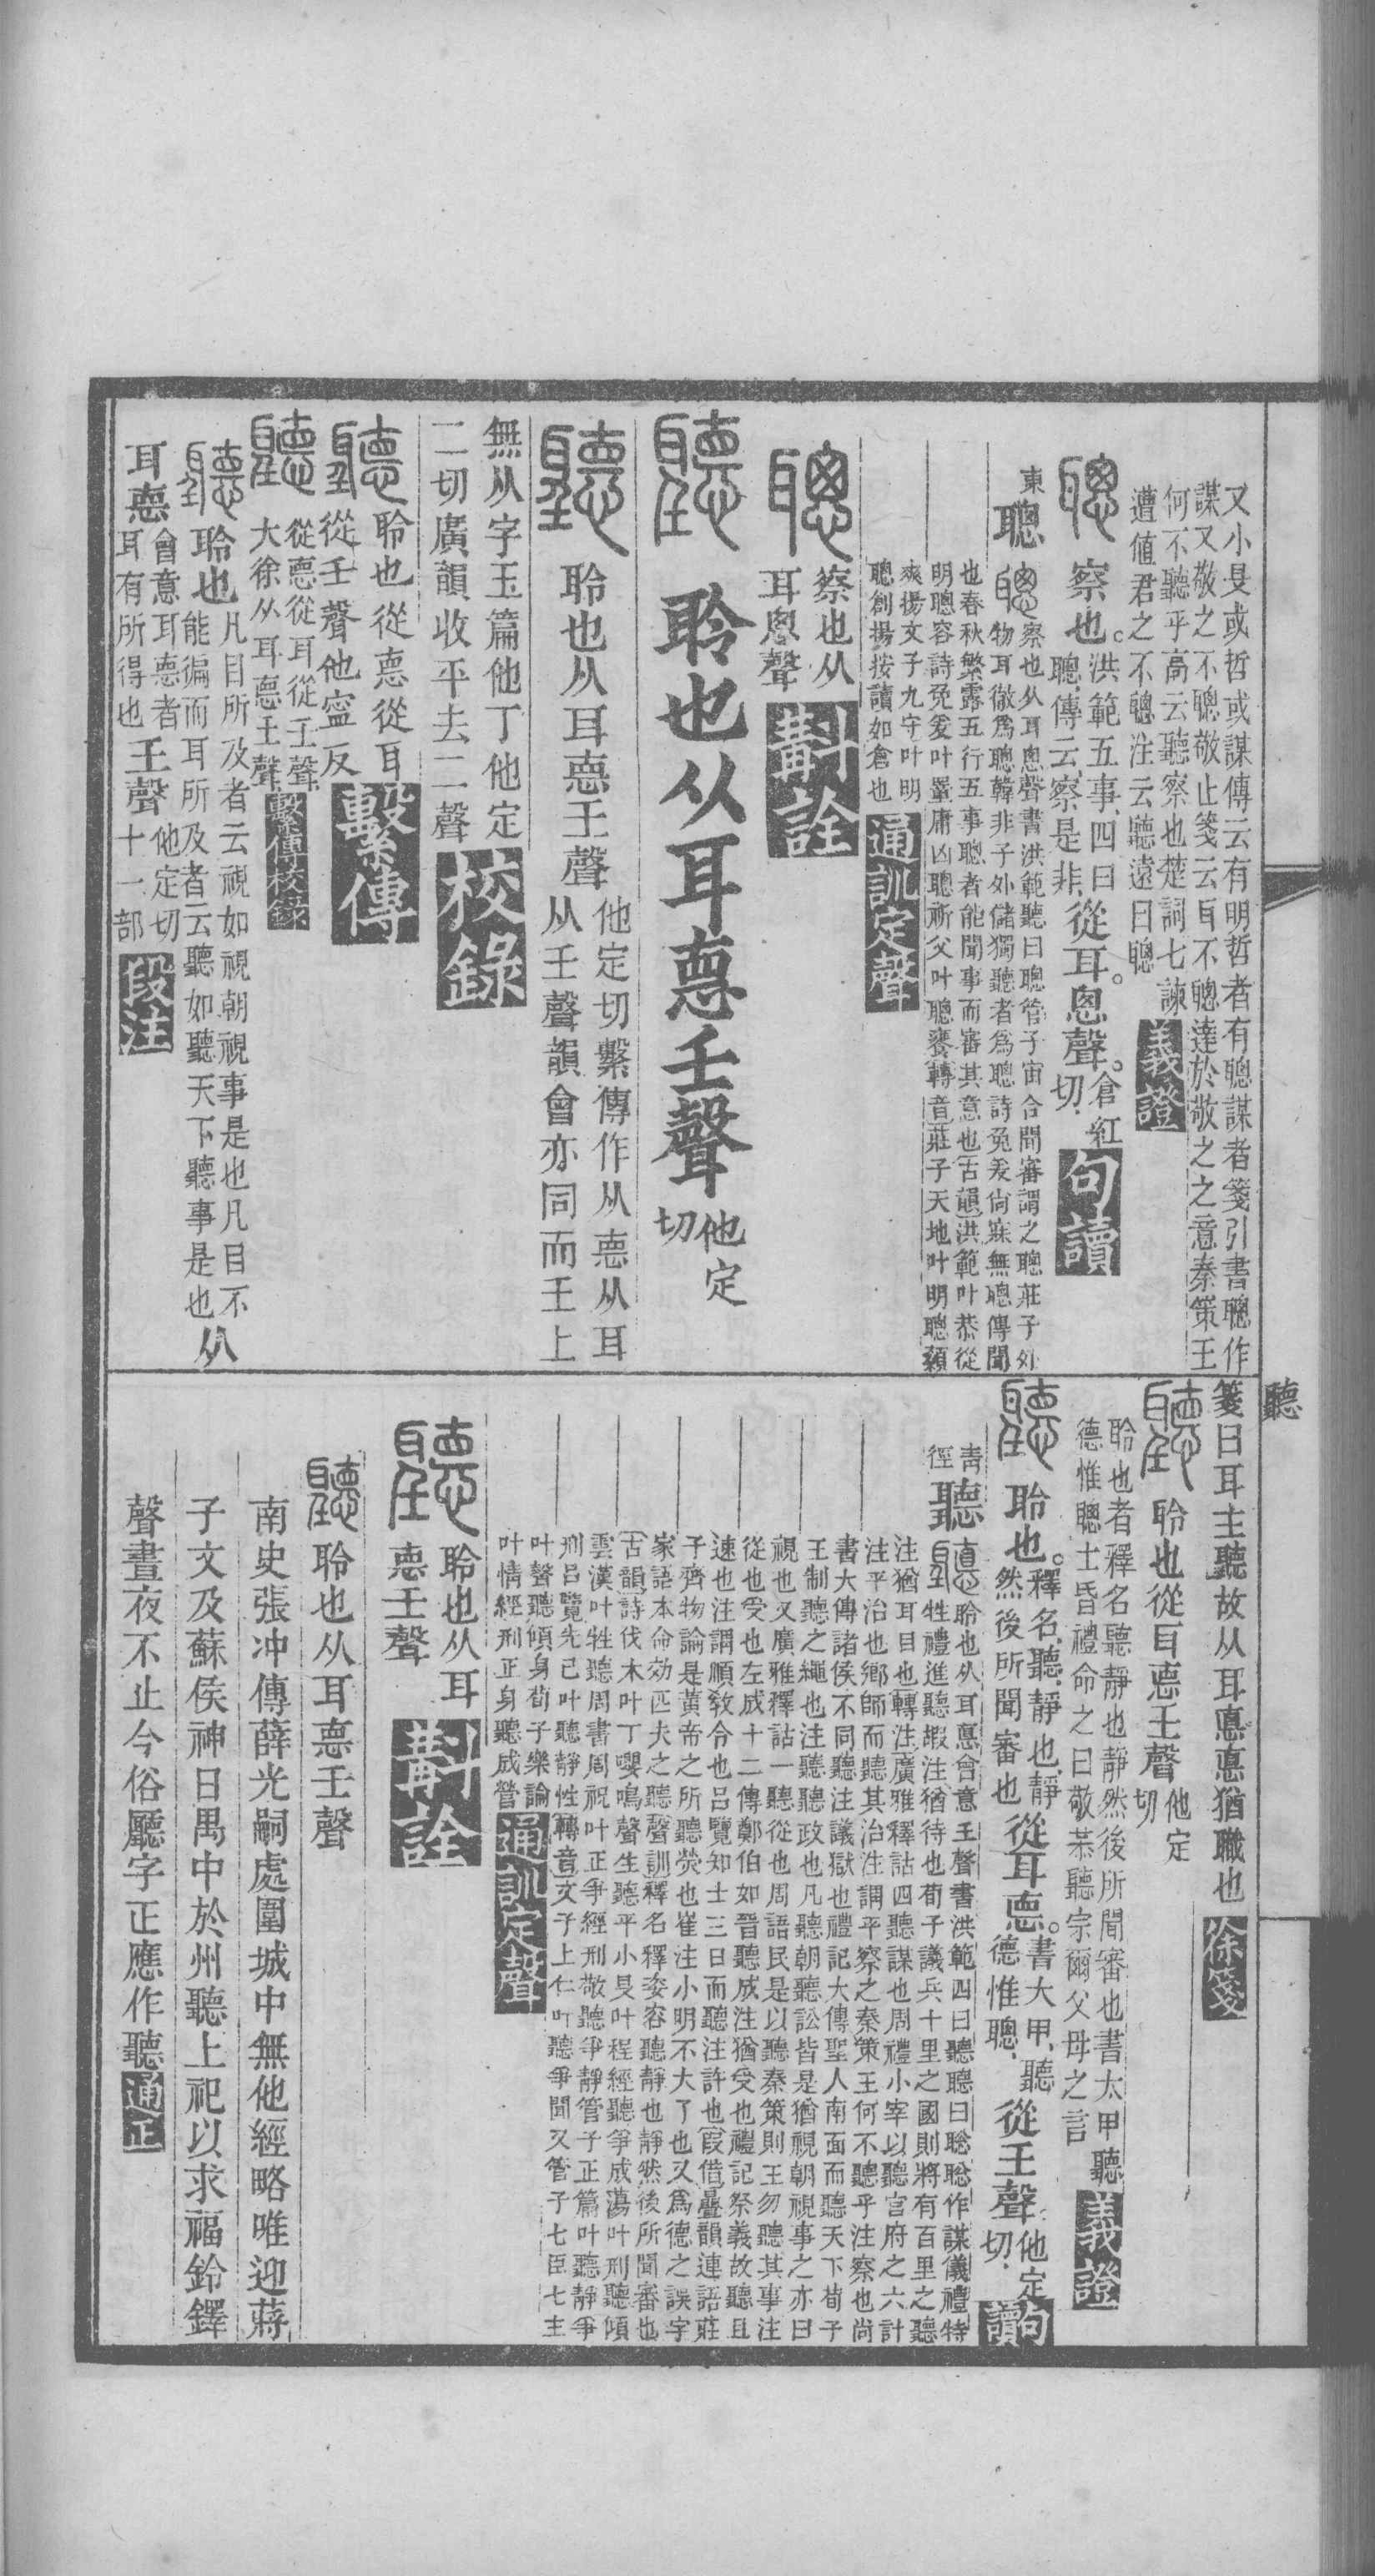 聽
又小旻或哲或謀傳云有明哲者有聰謀者箋引書聰作
謀又敬之不聰敬止箋云耳不聰達於敬之之意秦策王
何不聽乎高云聽察也楚詞七諫
遭値君之不聰注云聽遠曰聰
義證
聰察也。洪範五事、四曰
聰、傳云、察是非、
從耳。悤聲。倉紅
切、
句讀
東
聰
聰察也从耳悤聲書洪範聽曰聰管子宙合聞審謂之聰莊子外
物耳徹爲聰韓非子外儲獨聽者爲聰詩兔爰尙寐無聰傳聞
也春秋繁露五行五事聰者能聞事而審其意也古韻洪範叶恭從
明聰容詩兔爰叶罿庸凶聰祈父叶聰饔轉音莊子天地叶明聰顙
爽揚文子九守叶明
聰創揚按讀如倉也
通訓定聲
聰察也从
耳悤聲
斠詮
聽聆也从耳悳𡈼聲他定
切
聽聆也从耳悳王聲他定切繫傳作从悳从耳
从壬聲韻會亦同而王上
無从字玉篇他丁他定
二切廣韻收平去二聲
校錄
聽聆也從悳從耳
從壬聲他寍反
繫傳
聽從悳從耳從壬聲
大徐从耳悳王聲
繫傳校錄
聽聆也凡目所及者云視如視朝視事是也凡目不
能徧而耳所及者云聽如聽天下聽事是也
从
耳悳會意耳悳者
耳有所得也
王聲他定切
十一部
段注
箋曰耳主聽故从耳悳悳猶職也
徐箋
聽聆也從耳悳王聲他定
切
聆也者釋名聽靜也靜然後所聞審也書太甲聽
德惟聰士昏禮命之曰敬恭聽宗爾父母之言
義證
聽聆也。釋名、聽、靜也、靜
然後所聞審也
從耳悳。書大甲、聽
德惟聰、
從王聲、他定
切、
句讀
青
徑
聽
聽聆也从耳悳會意王聲書洪範四曰聽聽曰聡聡作謀儀禮特
牲禮進聽嘏注猶待也荀子議兵十里之國則將有百里之聽
注猶耳目也轉注廣雅釋詁四聽謀也周禮小宰以聽官府之六計
注平治也鄉師而聽其治注謂平察之秦策王何不聽乎注察也尚
書大傳諸侯不同聽注議獄也禮記大傳聖人南面而聽天下荀子
王制聽之繩也注聽聽政也凡聽朝聽訟皆是猶視朝視事之亦曰
視也又廣雅釋詁一聽從也周語民是以聽秦策則王勿聽其事注
從也受也左成十二傳鄭伯如晉聽成注猶受也禮記祭義故聽且
速也注謂順敎令也呂覽知士三日而聽注許也叚借疊韻連語莊
子齊物論是黃帝之所聽熒也崔注小明不大了也又爲德之誤字
家語本命効匹夫之聽聲訓釋名釋姿容聽靜也靜然後所聞審也
古韻詩伐木叶丁嚶鳴聲生聽平小旻叶程經聽爭成蕩叶刑聽傾
雲漢叶牲聽周書周祝叶正爭經刑敬聽爭靜管子正篇叶聽靜爭
刑呂覽先己叶聽靜性轉音文子上仁叶聽爭聞又管子七臣七主
叶聲聽傾身荀子樂論
叶情經刑正身聽成營
通訓定聲
聽聆也从耳
悳王聲
斠詮
聽聆也从耳悳壬聲
南史張冲傳薛光嗣處圍城中無他經略唯迎蔣
子文及蘇侯神日禺中於州聽上祀以求福鈴鐸
聲晝夜不止今俗廳字正應作聽
通正